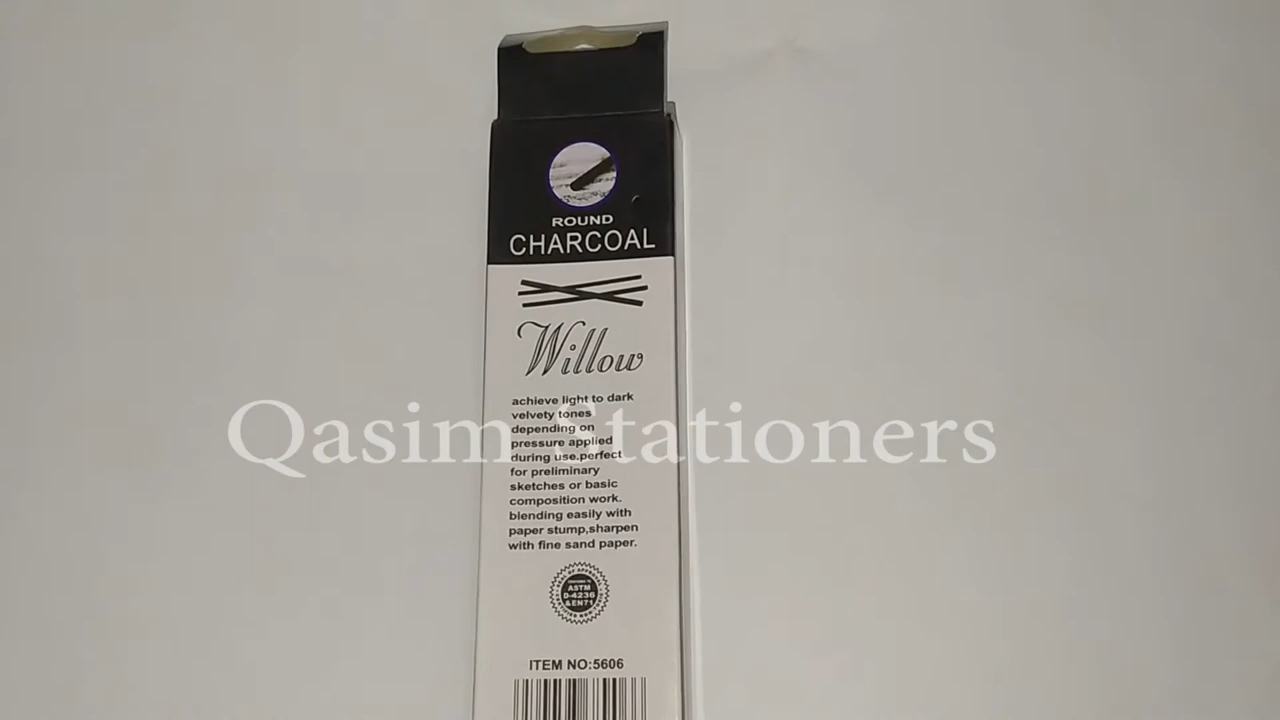 ROUND
CHARCOAL
Willow
achieve light to dark
velvety tones
depending on
pressure applied
during use.perfect
for preliminary
sketches or basic
composition work.
blending easily with
paper stump,sharpen
with fine sand paper.
Qasim Stationers
ASTM
D-4236
&EN71
ITEM NO:5606